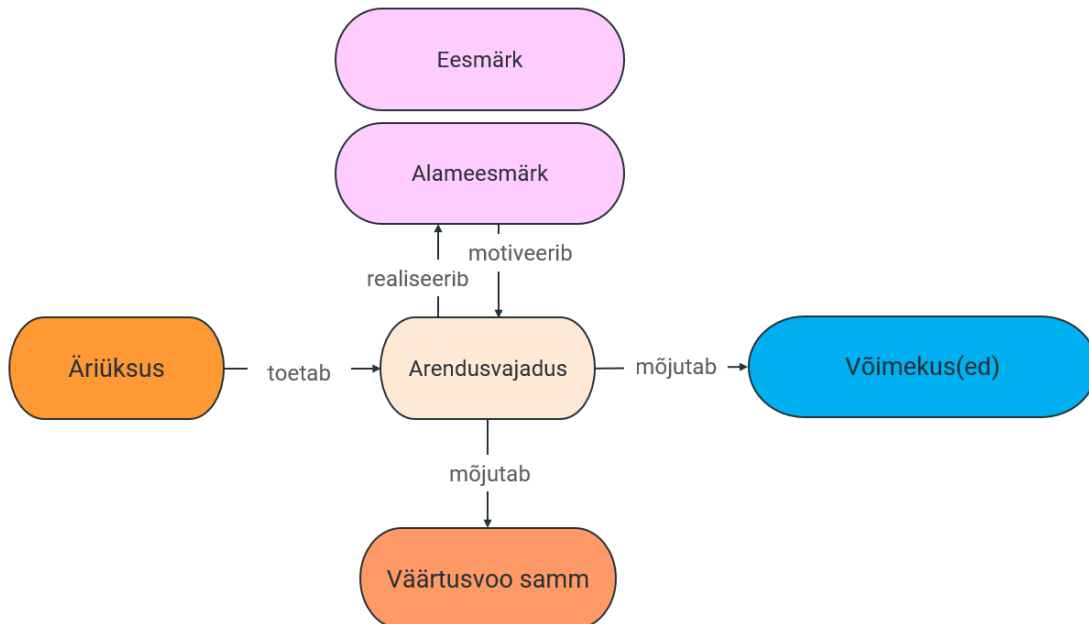 Eesmärk
Alameesmärk
motiveerib
realiseerib
Äriüksus
toetab
Arendusvajadus
mõjutab
Võimekus(ed)
mõjutab
Väärtusvoo samm